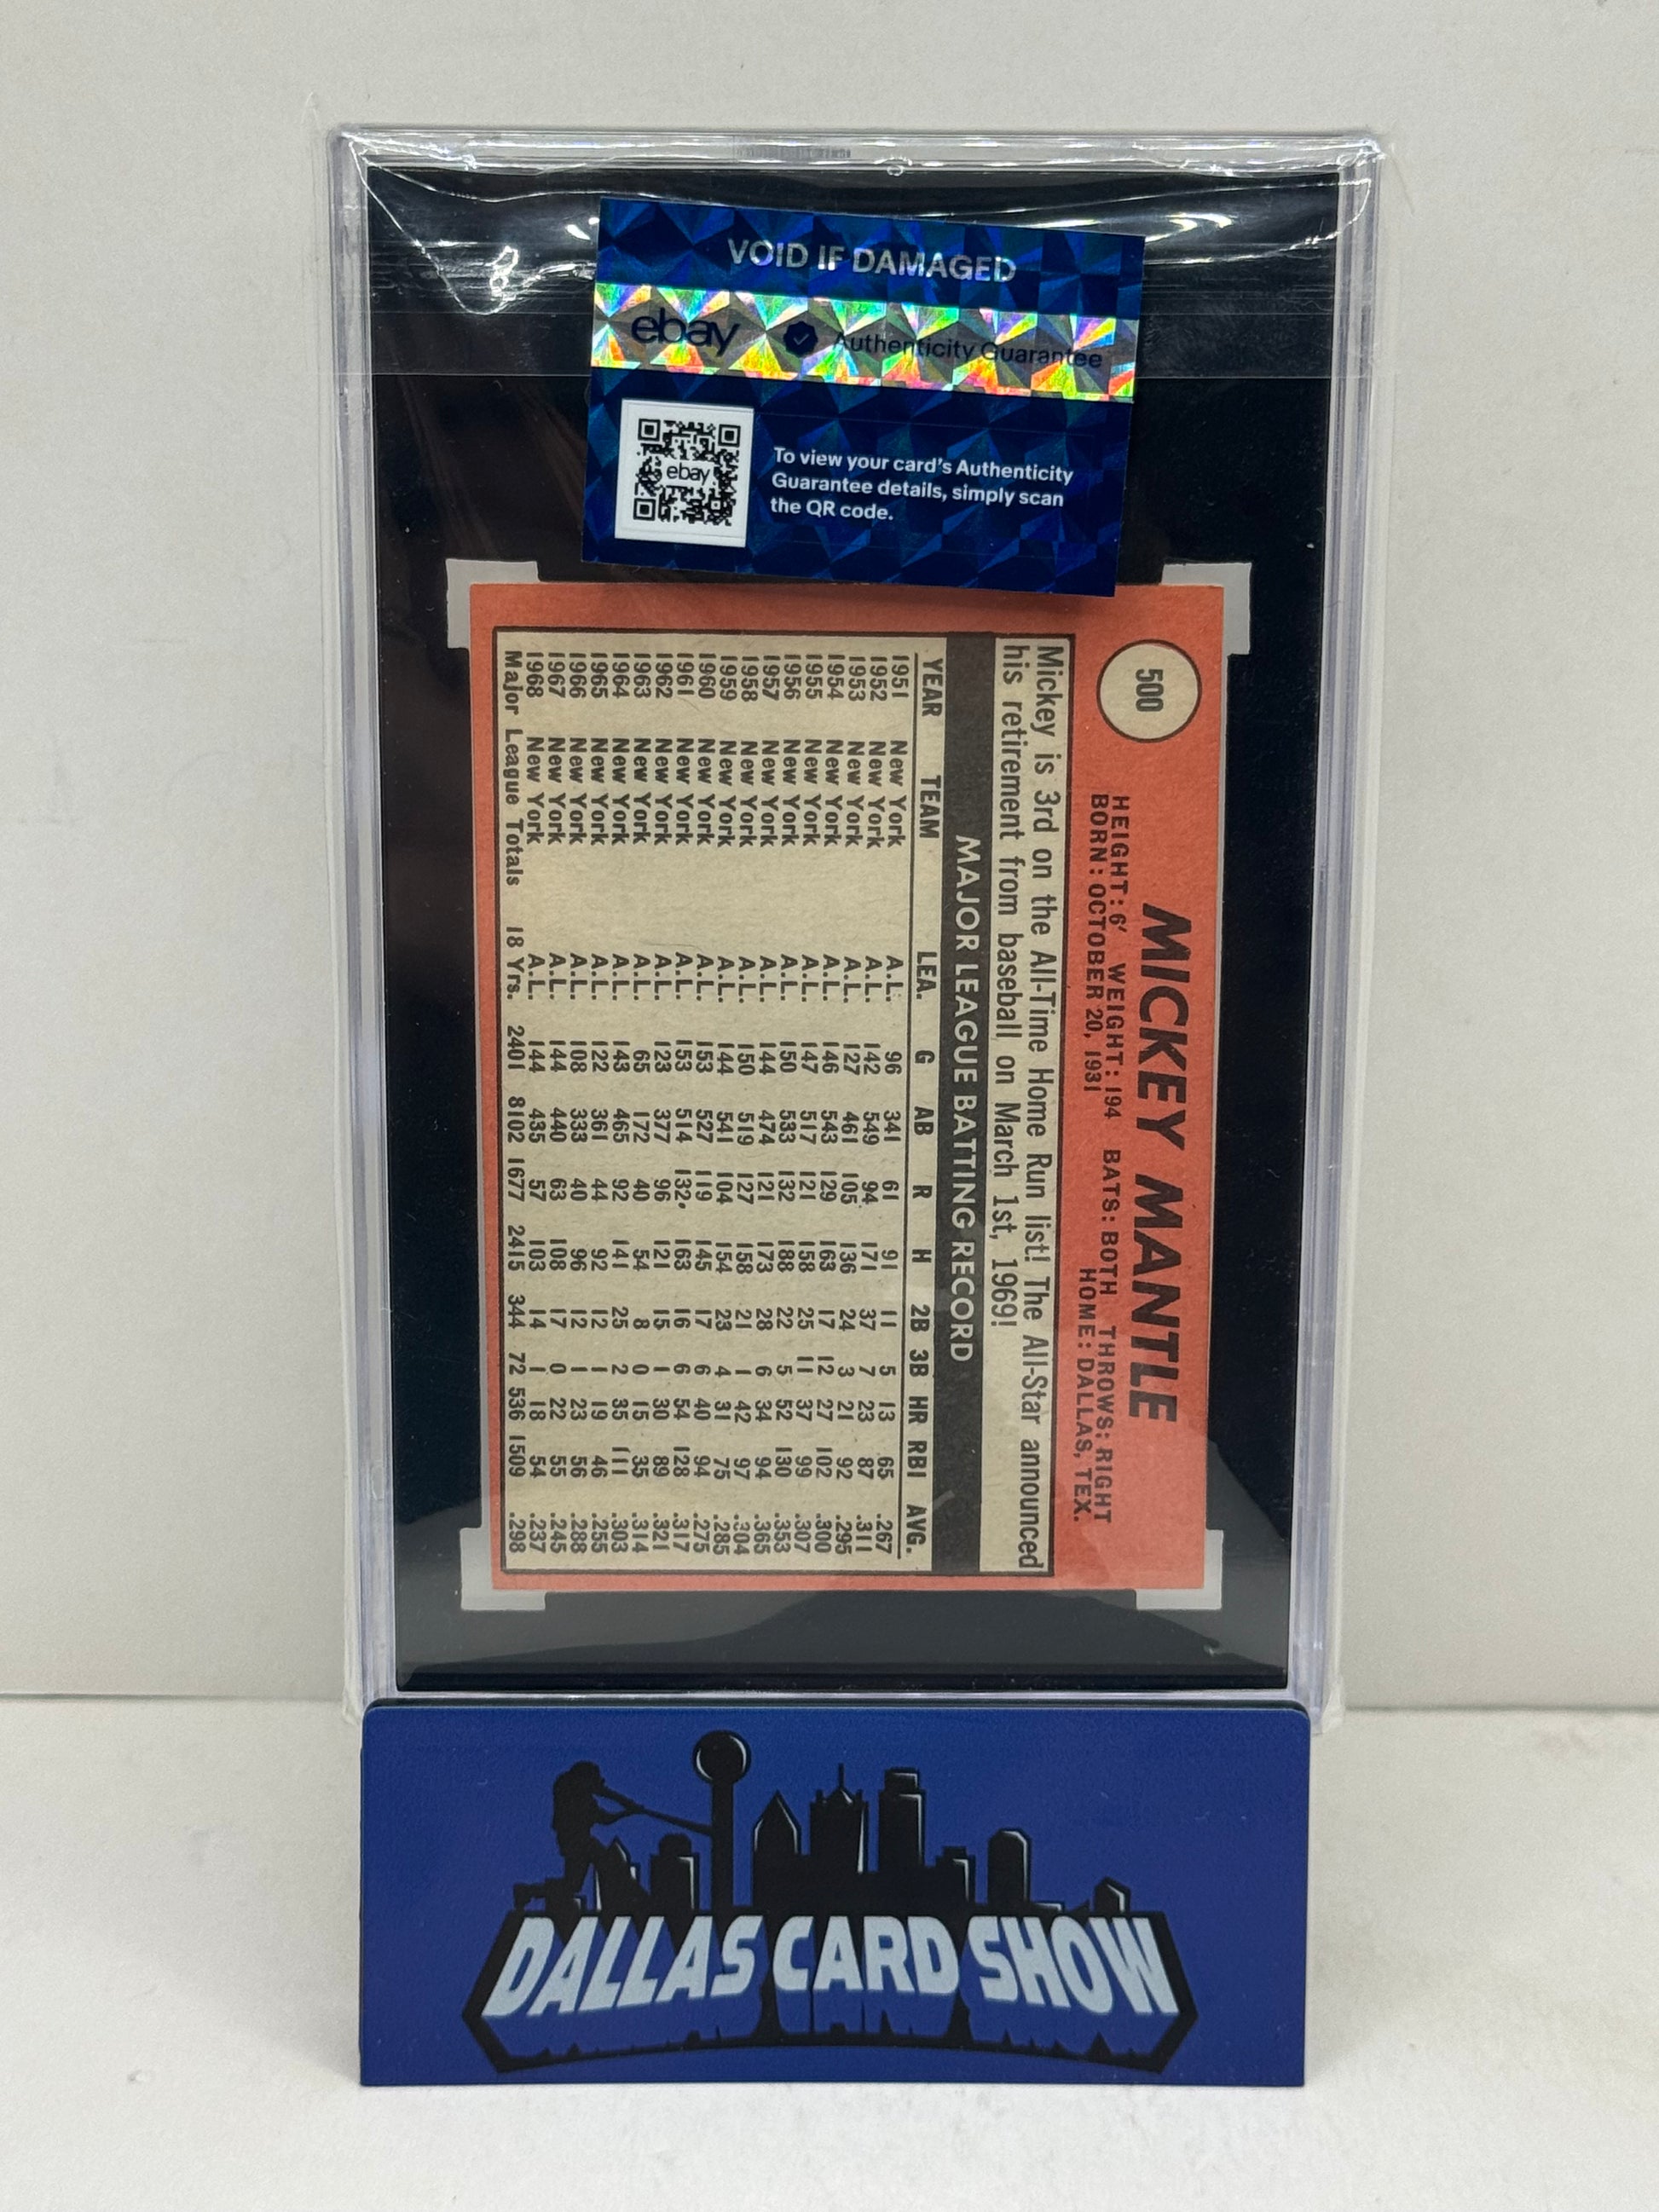 VOID IF DAMAGED
ebay Authenticity Guarantee
ebay
To view your card's Authenticity
Guarantee details, simply scan
the QR code.
500
MICKEY MANTLE
HEIGHT: 6' WEIGHT: 194 BATS: BOTH THROWS: RIGHT
BORN: OCTOBER 20, 1931 HOME: DALLAS, TEX.
Mickey is 3rd on the All-Time Home Run list! The All-Star announced
his retirement from baseball on March 1st, 1969!
MAJOR LEAGUE BATTING RECORD
YEAR TEAM LEA. G AB R H 2B 3B HR RBI AVG.
1951 New York A.L. 96 341 61 91 11 5 13 65 .267
1952 New York A.L. 142 549 94 171 37 7 23 87 .311
1953 New York A.L. 127 461 105 136 24 3 21 92 .295
1954 New York A.L. 146 543 129 163 17 12 27 102 .300
1955 New York A.L. 147 517 121 158 25 11 37 99 .307
1956 New York A.L. 150 533 132 188 22 5 52 130 .353
1957 New York A.L. 144 474 121 173 28 6 34 94 .365
1958 New York A.L. 150 519 127 158 21 1 42 97 .304
1959 New York A.L. 144 541 104 154 23 4 31 75 .285
1960 New York A.L. 153 527 119 145 17 6 40 94 .275
1961 New York A.L. 153 514 132 163 16 6 54 128 .317
1962 New York A.L. 123 377 96 121 15 1 30 89 .321
1963 New York A.L. 65 172 40 54 8 0 15 35 .314
1964 New York A.L. 143 465 92 141 25 2 35 111 .303
1965 New York A.L. 122 361 44 92 12 1 19 46 .255
1966 New York A.L. 108 333 40 96 12 1 23 56 .288
1967 New York A.L. 144 440 63 108 17 0 22 55 .245
1968 New York A.L. 144 435 57 103 14 1 18 54 .237
Major League Totals 18 Yrs. 2401 8102 1677 2415 344 72 536 1509 .298
DALLAS CARD SHOW